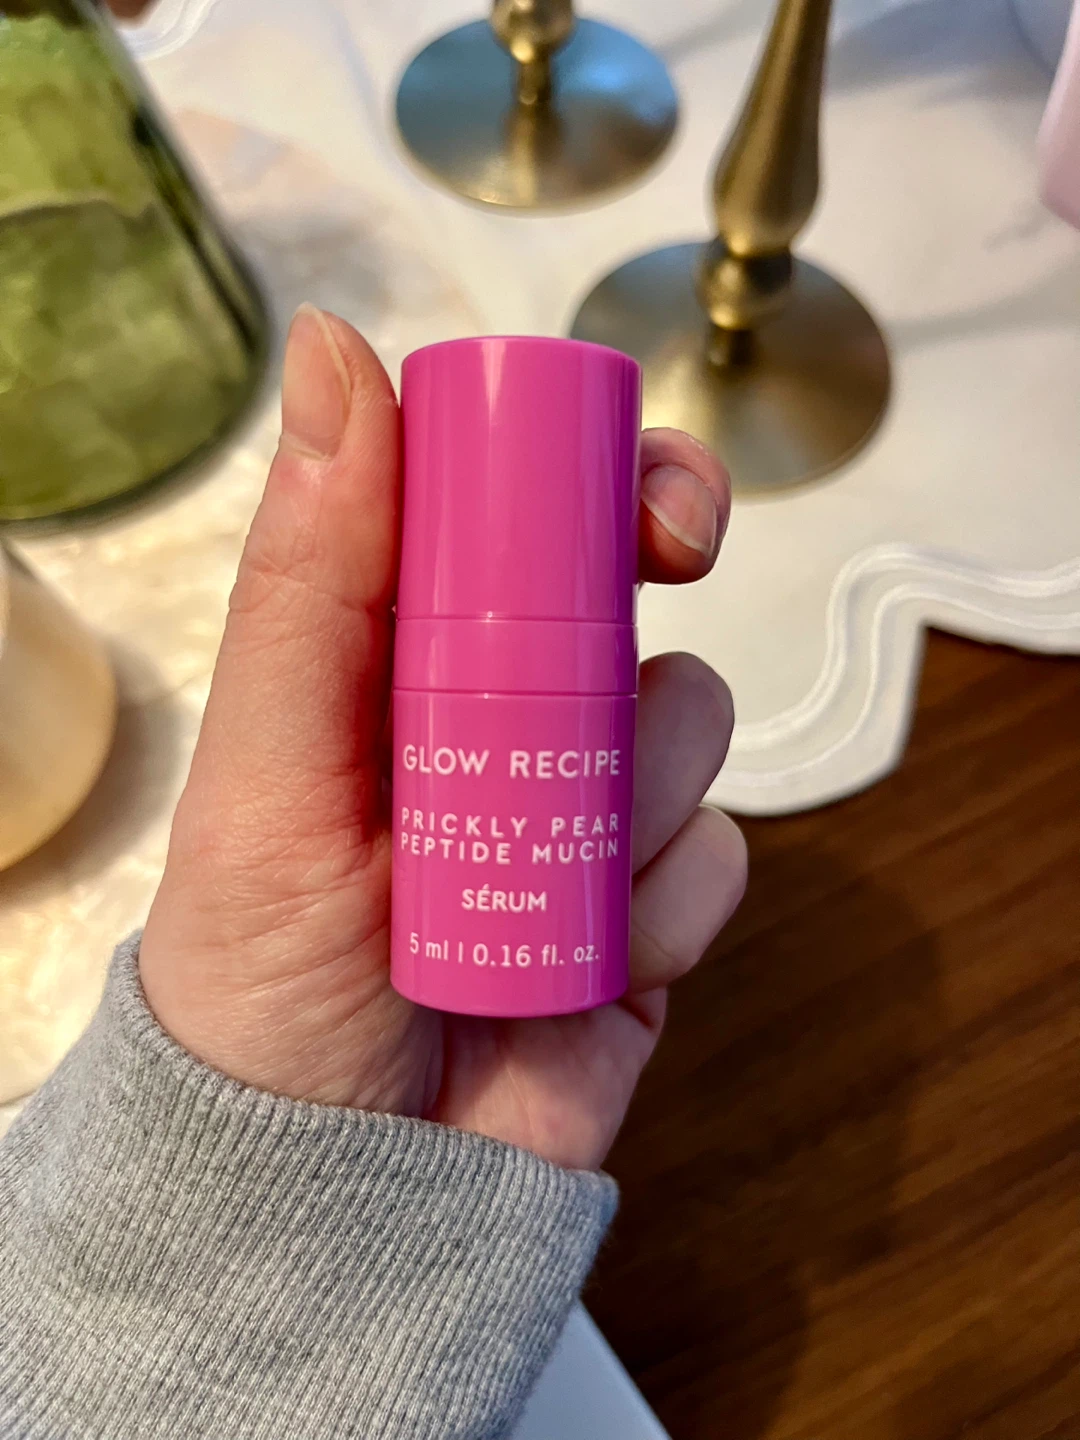 GLOW RECIPE
PRICKLY PEAR
PEPTIDE MUCIN
SÉRUM
5 ml | 0.16 fl. oz.